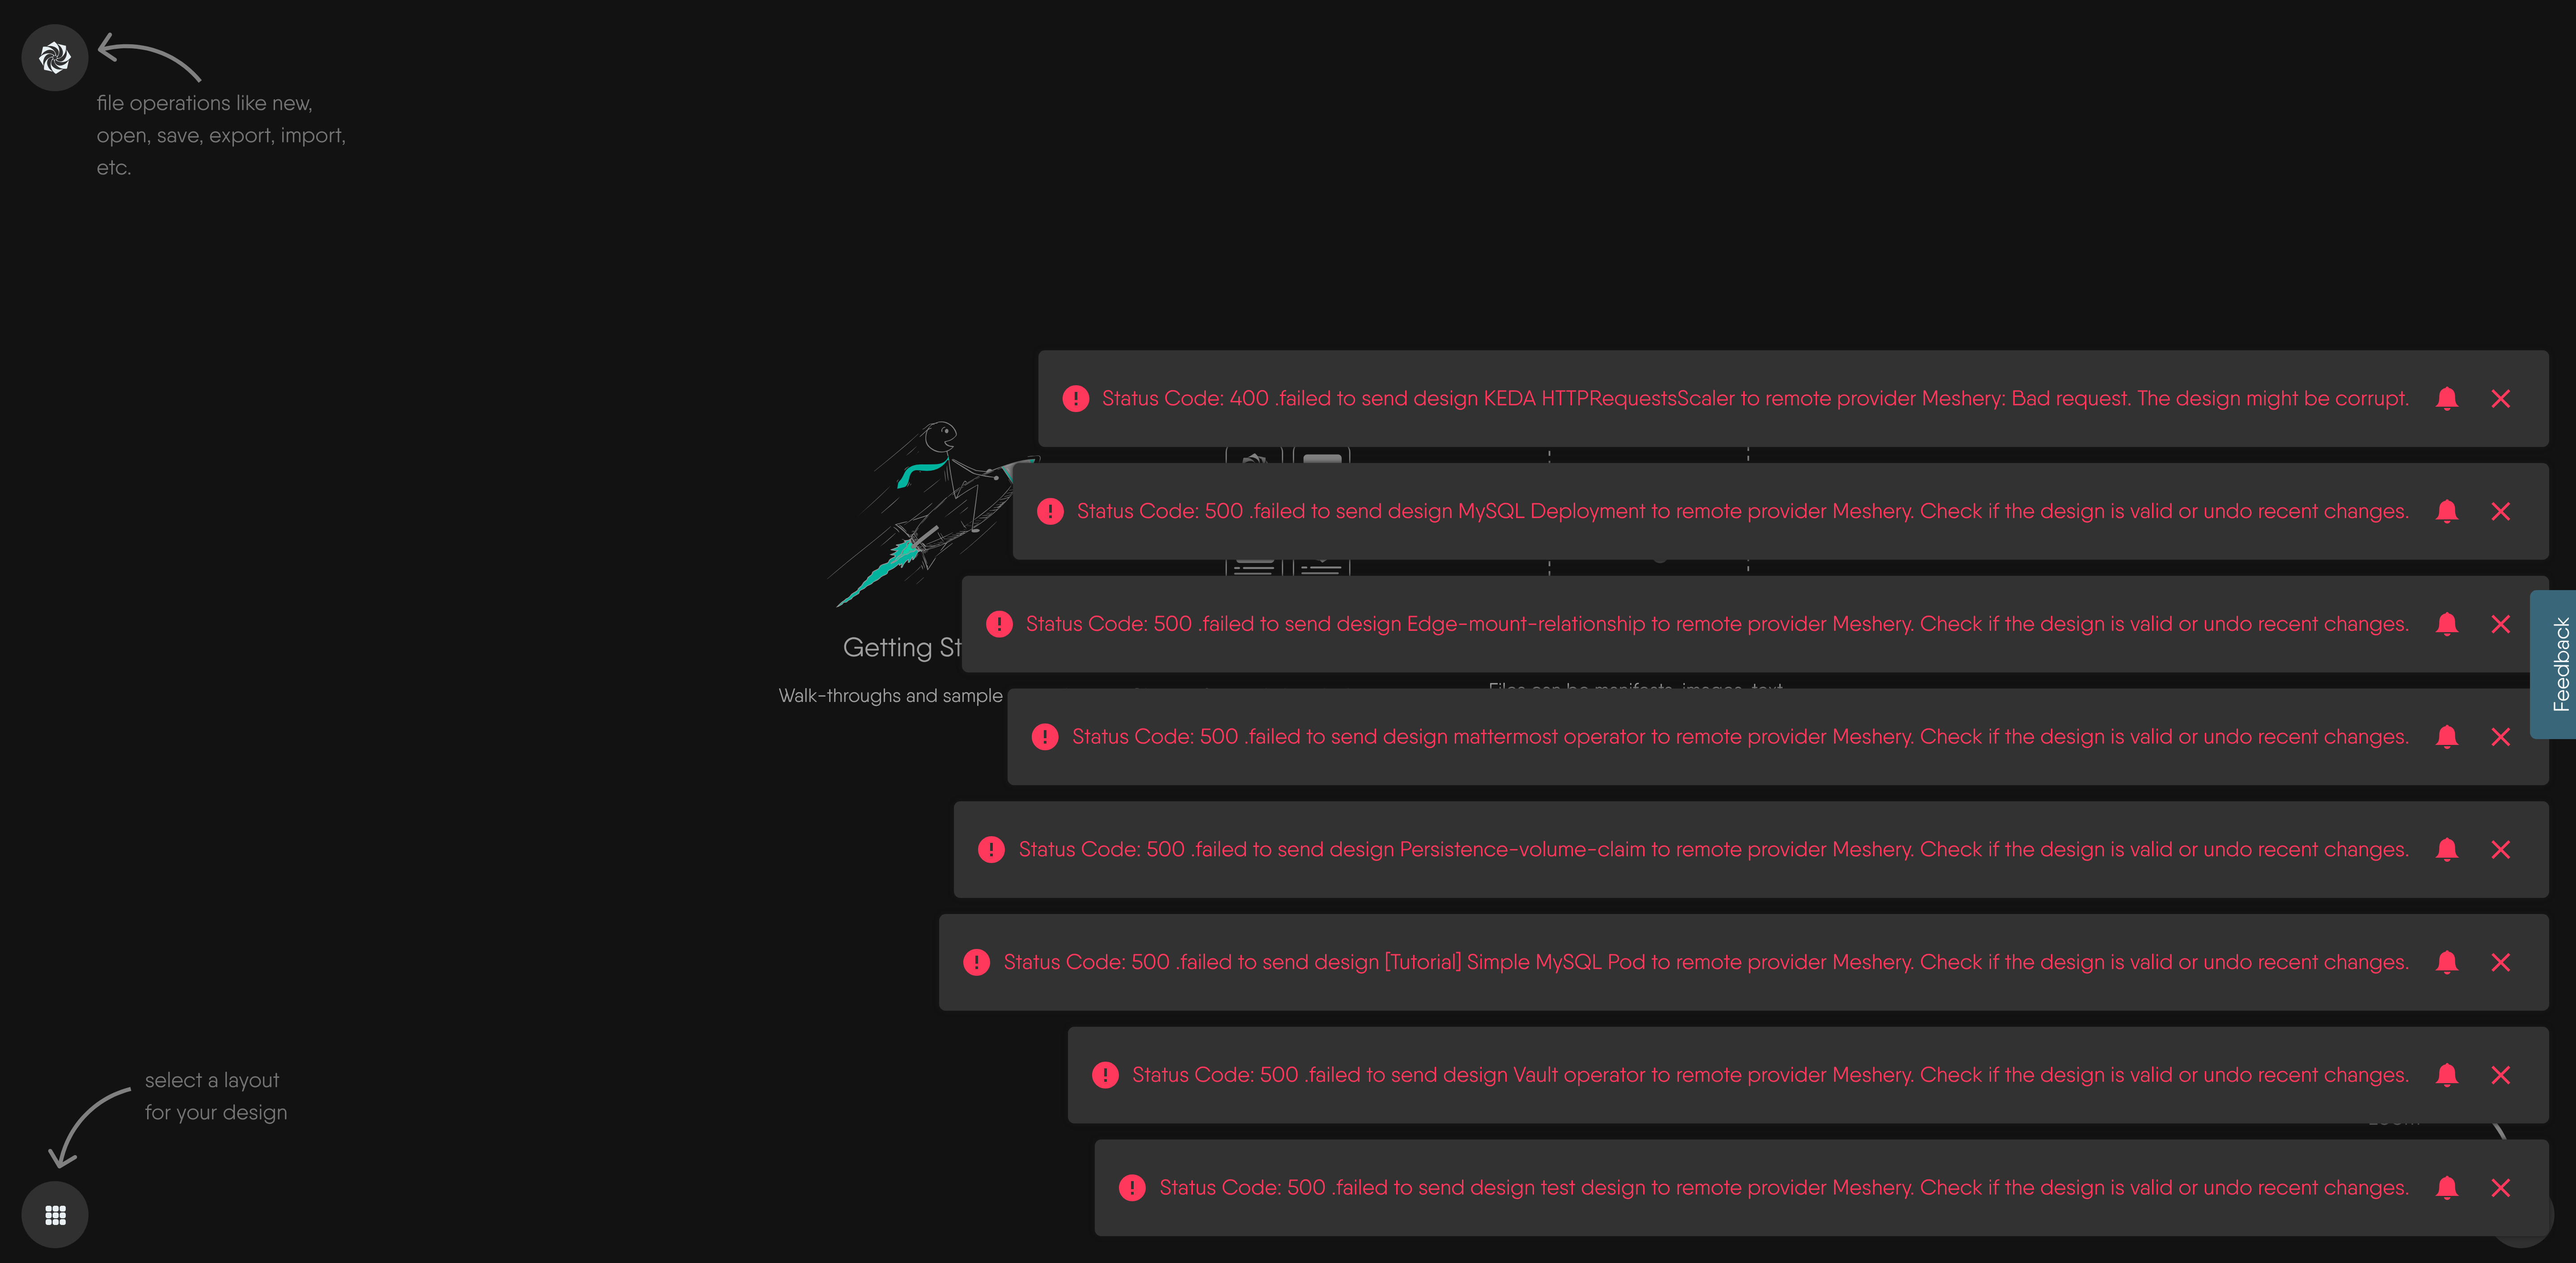 file operations like new,
open, save, export, import,
etc.
Status Code: 400 .failed to send design KEDA HTTPRequestsScaler to remote provider Meshery: Bad request. The design might be corrupt.
Status Code: 500 .failed to send design MySQL Deployment to remote provider Meshery. Check if the design is valid or undo recent changes.
Status Code: 500 .failed to send design Edge-mount-relationship to remote provider Meshery. Check if the design is valid or undo recent changes.
Getting St
Walk-throughs and sample
Files can be manifests, images, text
Feedback
Status Code: 500 .failed to send design mattermost operator to remote provider Meshery. Check if the design is valid or undo recent changes.
Status Code: 500 .failed to send design Persistence-volume-claim to remote provider Meshery. Check if the design is valid or undo recent changes.
Status Code: 500 .failed to send design [Tutorial] Simple MySQL Pod to remote provider Meshery. Check if the design is valid or undo recent changes.
Status Code: 500 .failed to send design Vault operator to remote provider Meshery. Check if the design is valid or undo recent changes.
select a layout
for your design
Status Code: 500 .failed to send design test design to remote provider Meshery. Check if the design is valid or undo recent changes.